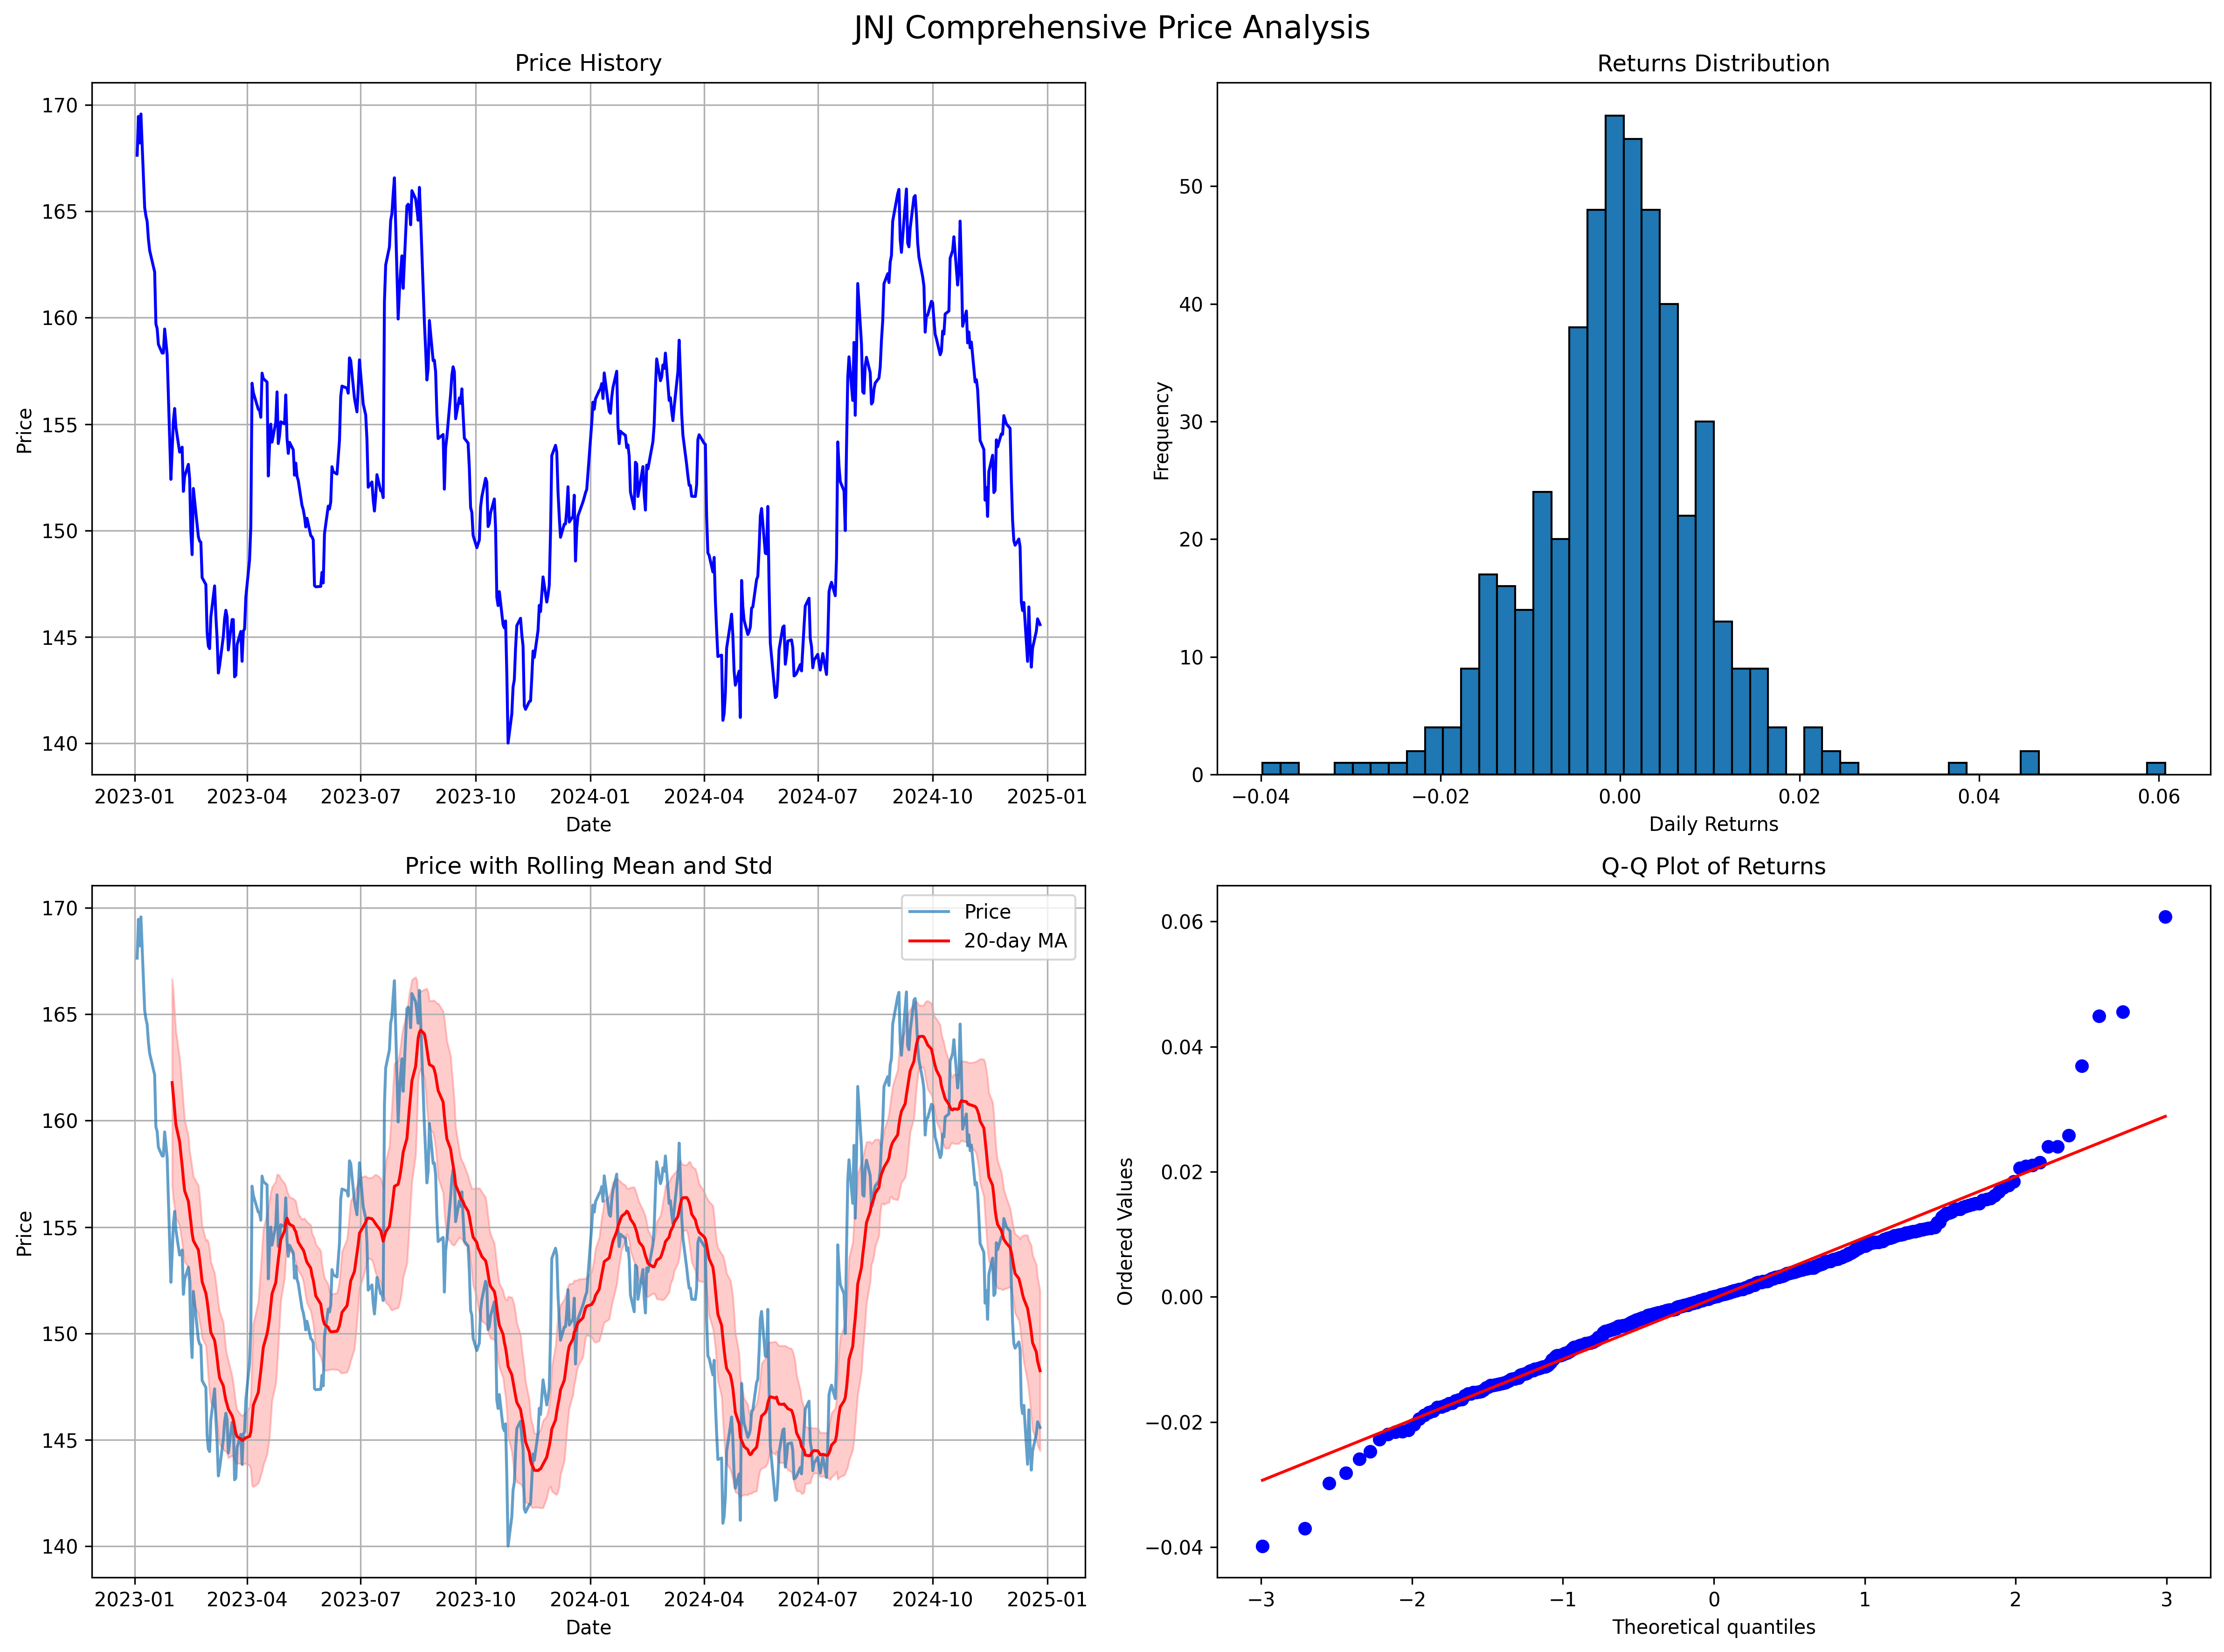 JNJ Comprehensive Price Analysis
Price History
170
165
160
155
150
145
140
Price
2023-01 2023-04 2023-07 2023-10 2024-01 2024-04 2024-07 2024-10 2025-01
Date
Returns Distribution
50
40
30
20
10
0
Frequency
−0.04 −0.02 0.00 0.02 0.04 0.06
Daily Returns
Price with Rolling Mean and Std
Price
20-day MA
170
165
160
155
150
145
140
Price
2023-01 2023-04 2023-07 2023-10 2024-01 2024-04 2024-07 2024-10 2025-01
Date
Q-Q Plot of Returns
0.06
0.04
0.02
0.00
−0.02
−0.04
Ordered Values
−3 −2 −1 0 1 2 3
Theoretical quantiles